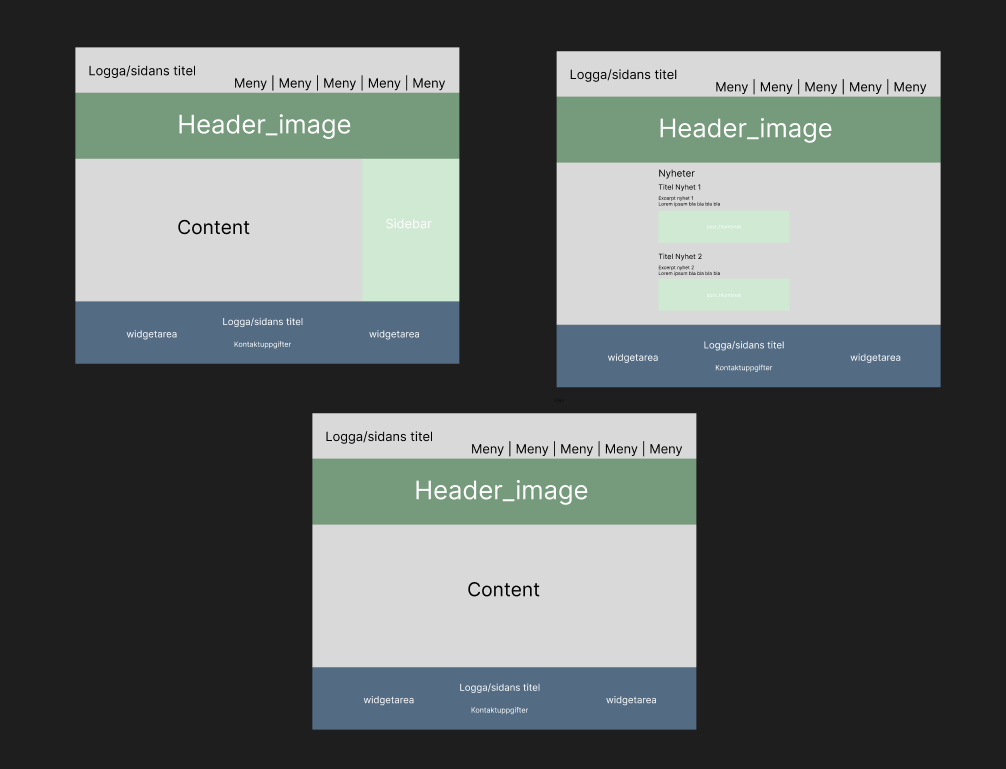 Logga/sidans titel
Meny | Meny | Meny | Meny | Meny
Header_image
Content
Sidebar
widgetarea
Logga/sidans titel
Kontaktuppgifter
widgetarea
Logga/sidans titel
Meny | Meny | Meny | Meny | Meny
Header_image
Nyheter
Titel Nyhet 1
Excerpt nyhet 1
Lorem ipsum bla bla bla bla
Titel Nyhet 2
Excerpt nyhet 2
Lorem ipsum bla bla bla bla
widgetarea
Logga/sidans titel
Kontaktuppgifter
widgetarea
Logga/sidans titel
Meny | Meny | Meny | Meny | Meny
Header_image
Content
widgetarea
Logga/sidans titel
Kontaktuppgifter
widgetarea